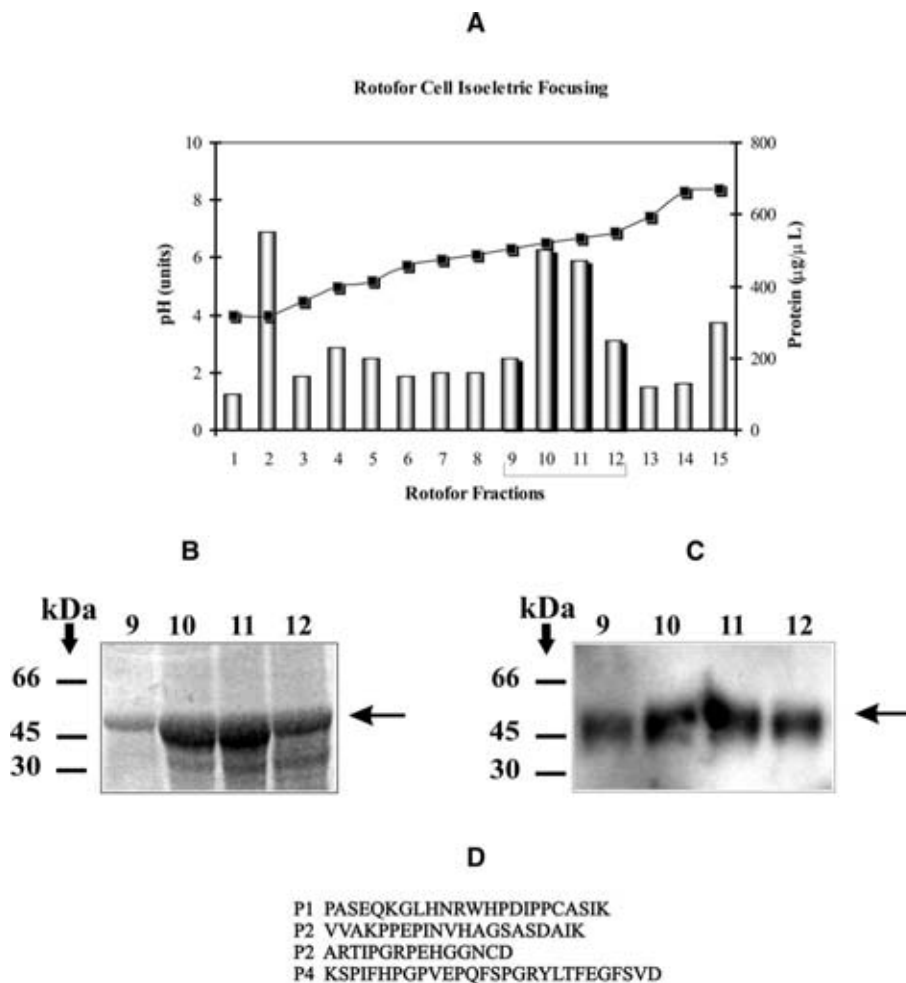 A
Rotofor Cell Isoeletric Focusing
10
8
6
4
2
0
pH (units)
800
600
400
200
0
Protein (µg/µ L)
1 2 3 4 5 6 7 8 9 10 11 12 13 14 15
Rotofor Fractions
B
kDa
9 10 11 12
66
45
30
C
kDa
9 10 11 12
66
45
30
D
P1 PASEQKGLHNRWHPDIPPCASIK
P2 VVAKPPEPINVHAGSASDAIK
P2 ARTIPGRPEHGGNCD
P4 KSPIFHPGPVEPQFSPGRYLTFEGFSVD